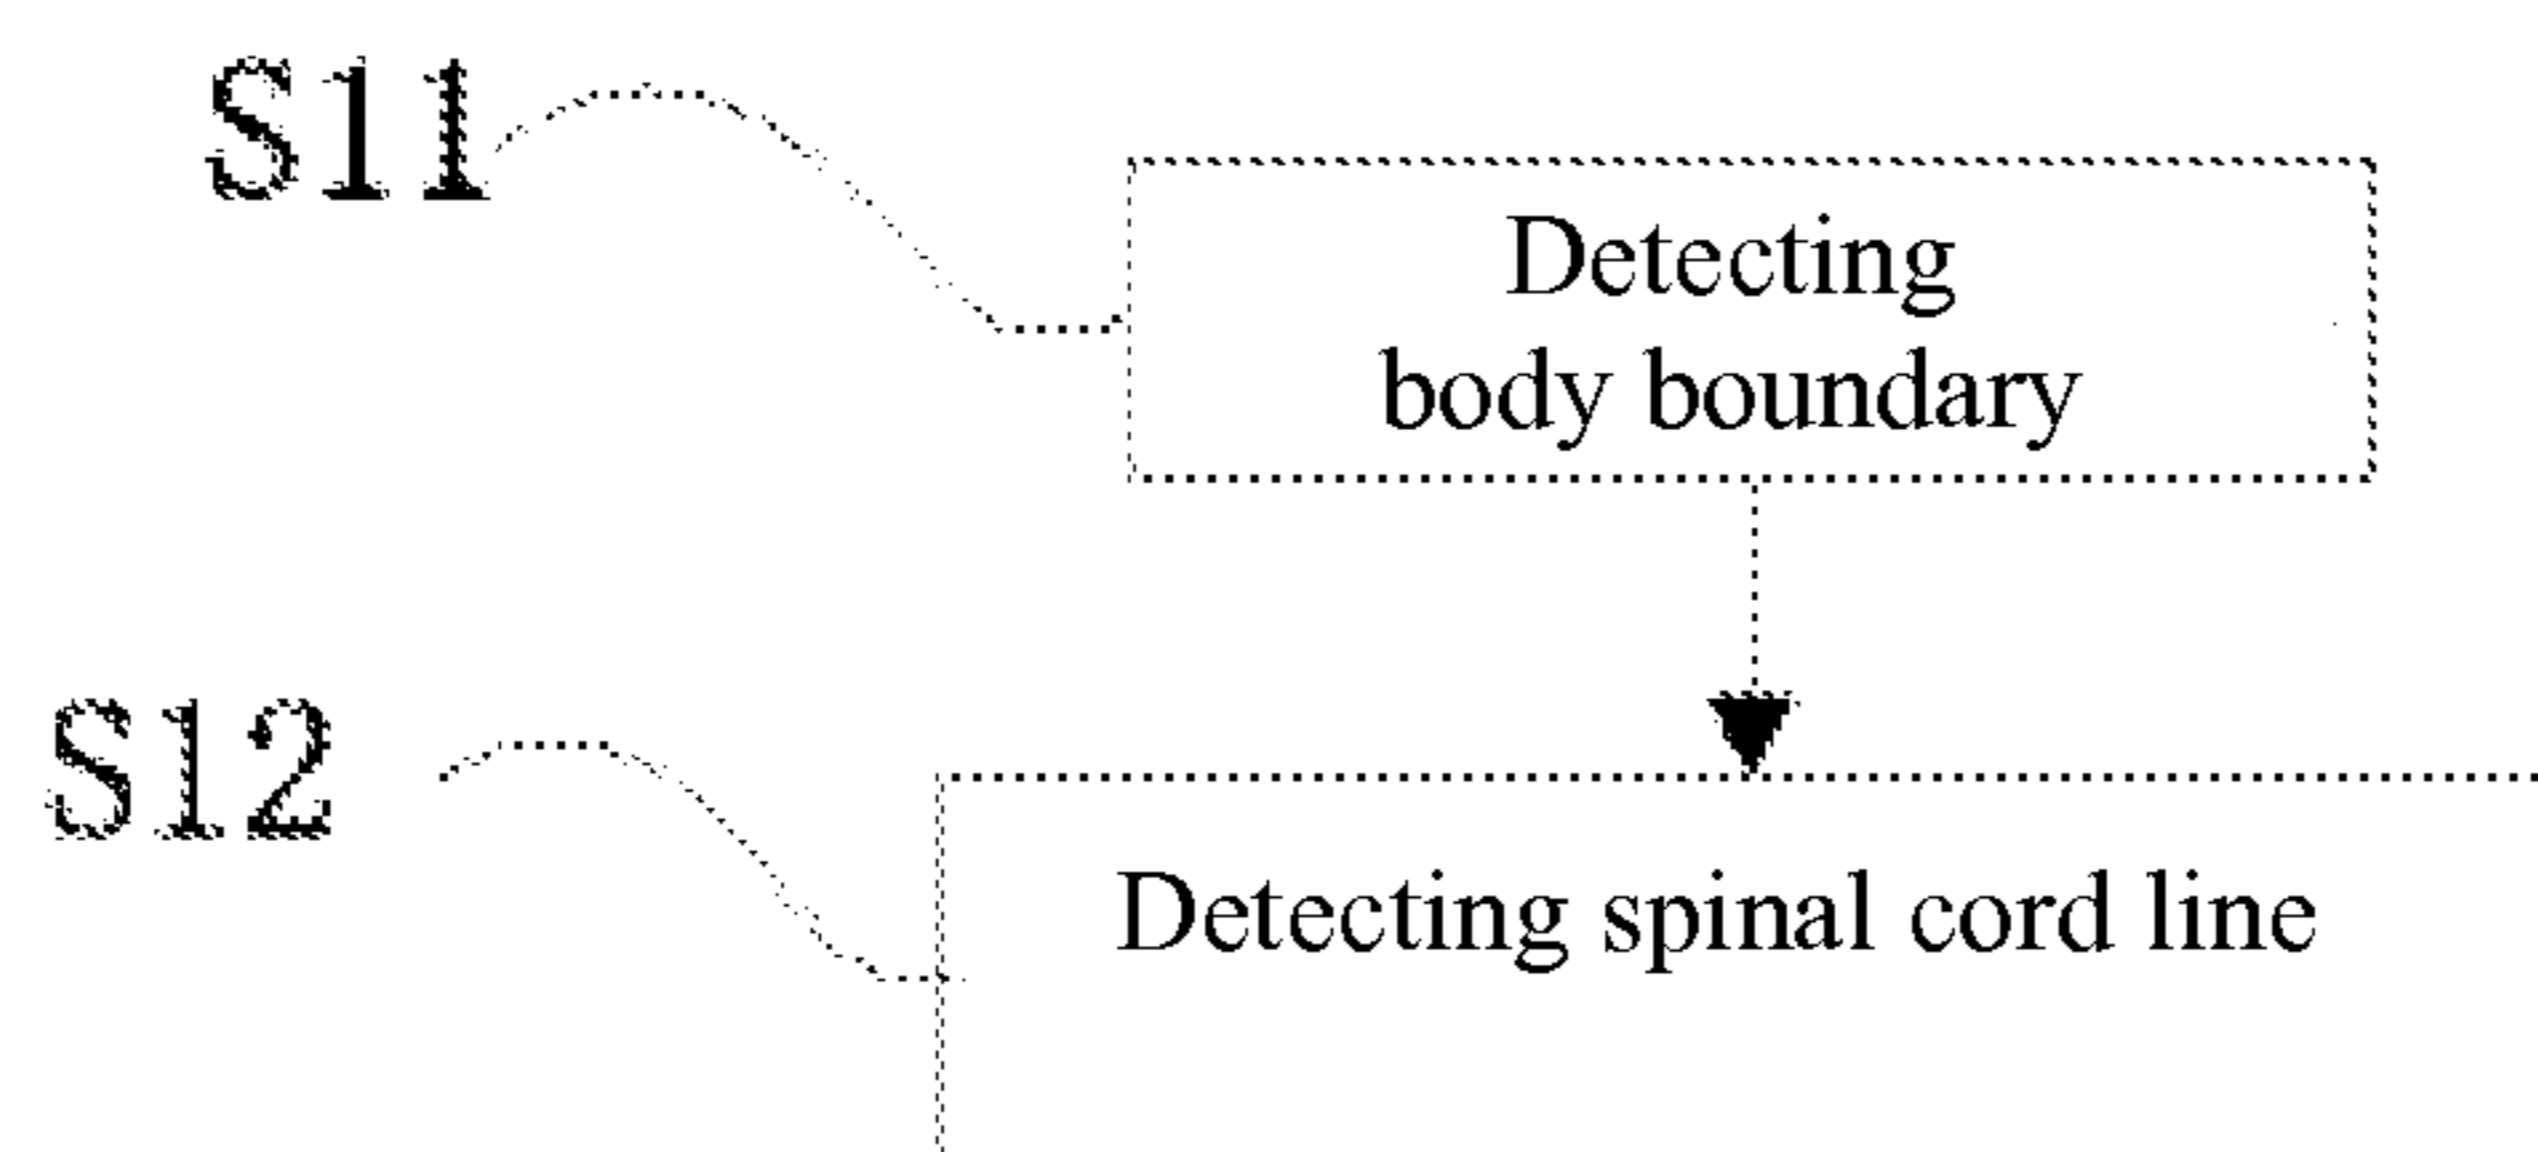 S11
Detecting
body boundary
S12
Detecting spinal cord line